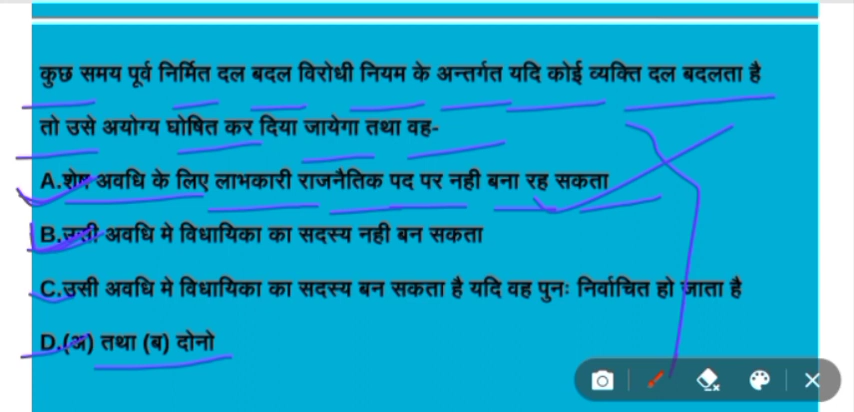 कुछ समय पूर्व निर्मित दल बदल विरोधी नियम के अन्तर्गत यदि कोई व्यक्ति दल बदलता है
तो उसे अयोग्य घोषित कर दिया जायेगा तथा वह-
A.शेष अवधि के लिए लाभकारी राजनैतिक पद पर नही बना रह सकता
B.उसी अवधि मे विधायिका का सदस्य नही बन सकता
C.उसी अवधि मे विधायिका का सदस्य बन सकता है यदि वह पुनः निर्वाचित हो जाता है
D.(अ) तथा (ब) दोनो